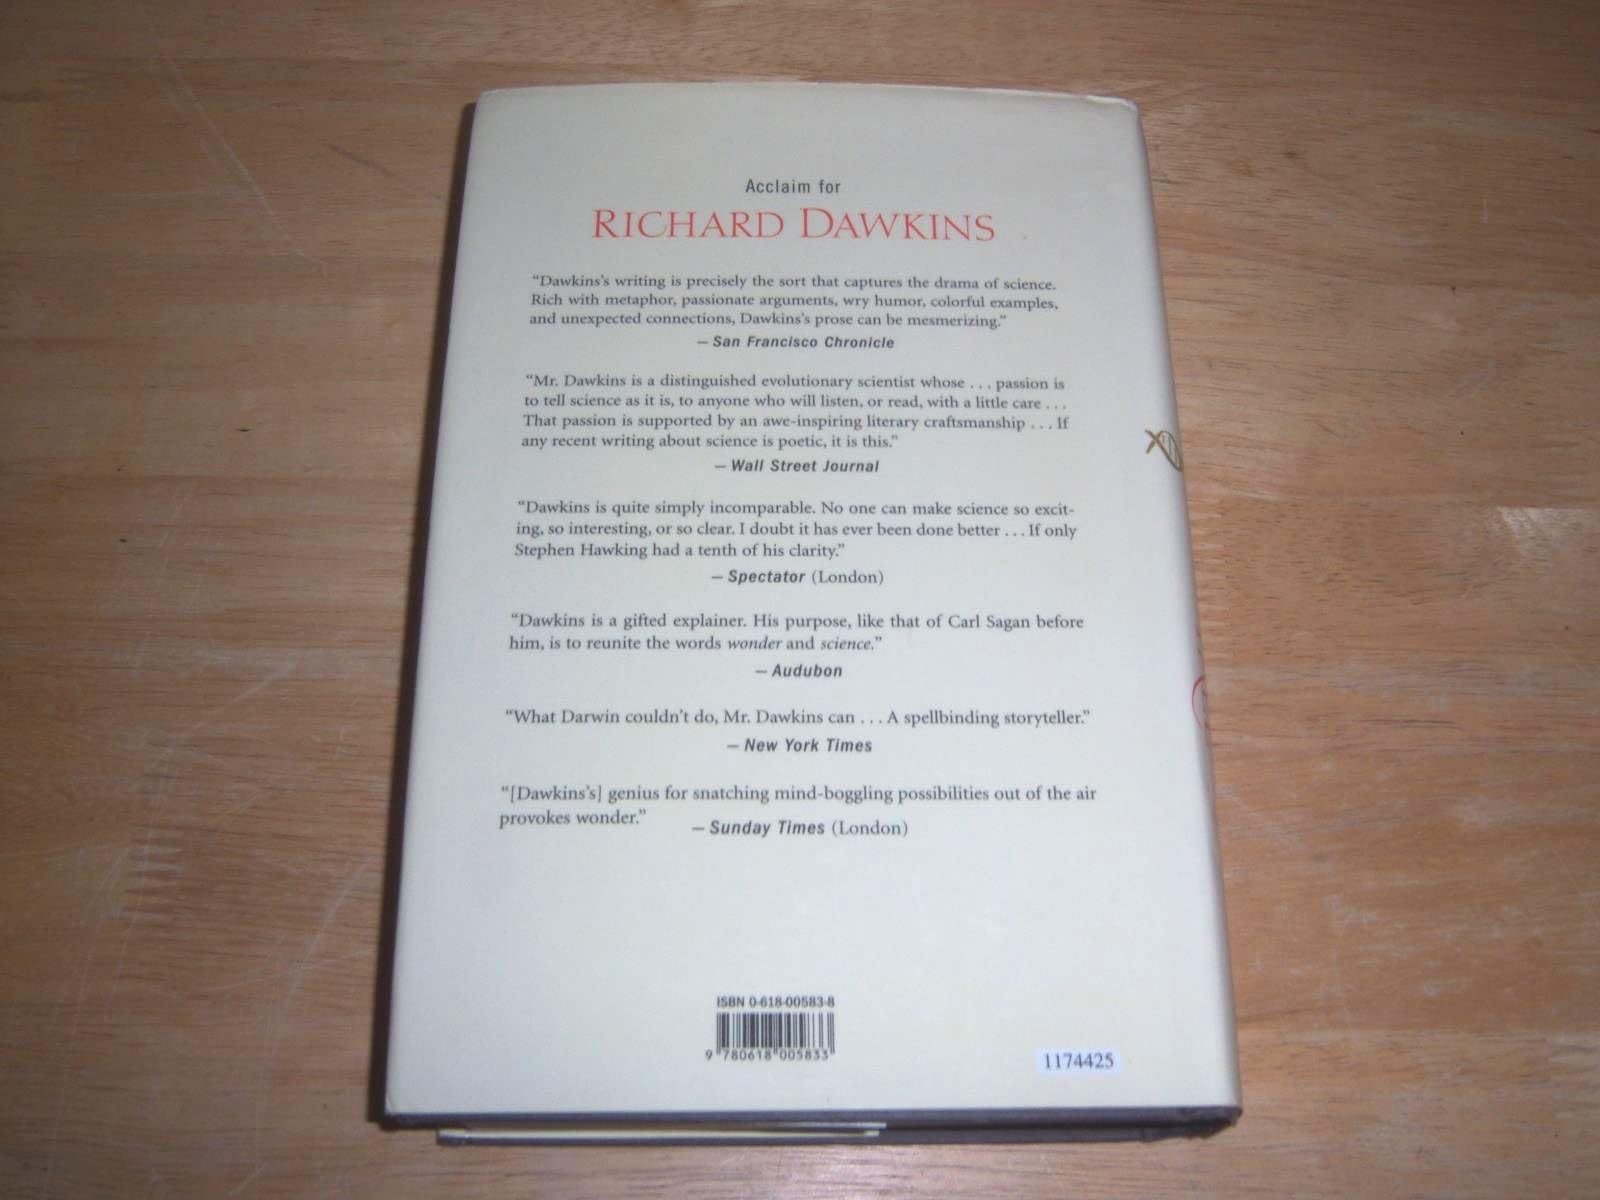 Acclaim for
RICHARD DAWKINS
“Dawkins’s writing is precisely the sort that captures the drama of science.
Rich with metaphor, passionate arguments, wry humor, colorful examples,
and unexpected connections, Dawkins’s prose can be mesmerizing.”
— San Francisco Chronicle
“Mr. Dawkins is a distinguished evolutionary scientist whose . . . passion is
to tell science as it is, to anyone who will listen, or read, with a little care . . .
That passion is supported by an awe-inspiring literary craftsmanship . . . If
any recent writing about science is poetic, it is this.”
— Wall Street Journal
“Dawkins is quite simply incomparable. No one can make science so excit-
ing, so interesting, or so clear. I doubt it has ever been done better . . . If only
Stephen Hawking had a tenth of his clarity.”
— Spectator (London)
“Dawkins is a gifted explainer. His purpose, like that of Carl Sagan before
him, is to reunite the words wonder and science.”
— Audubon
“What Darwin couldn’t do, Mr. Dawkins can . . . A spellbinding storyteller.”
— New York Times
“[Dawkins’s] genius for snatching mind-boggling possibilities out of the air
provokes wonder.”
— Sunday Times (London)
ISBN 0-618-00583-8
9 780618 005833
1174425